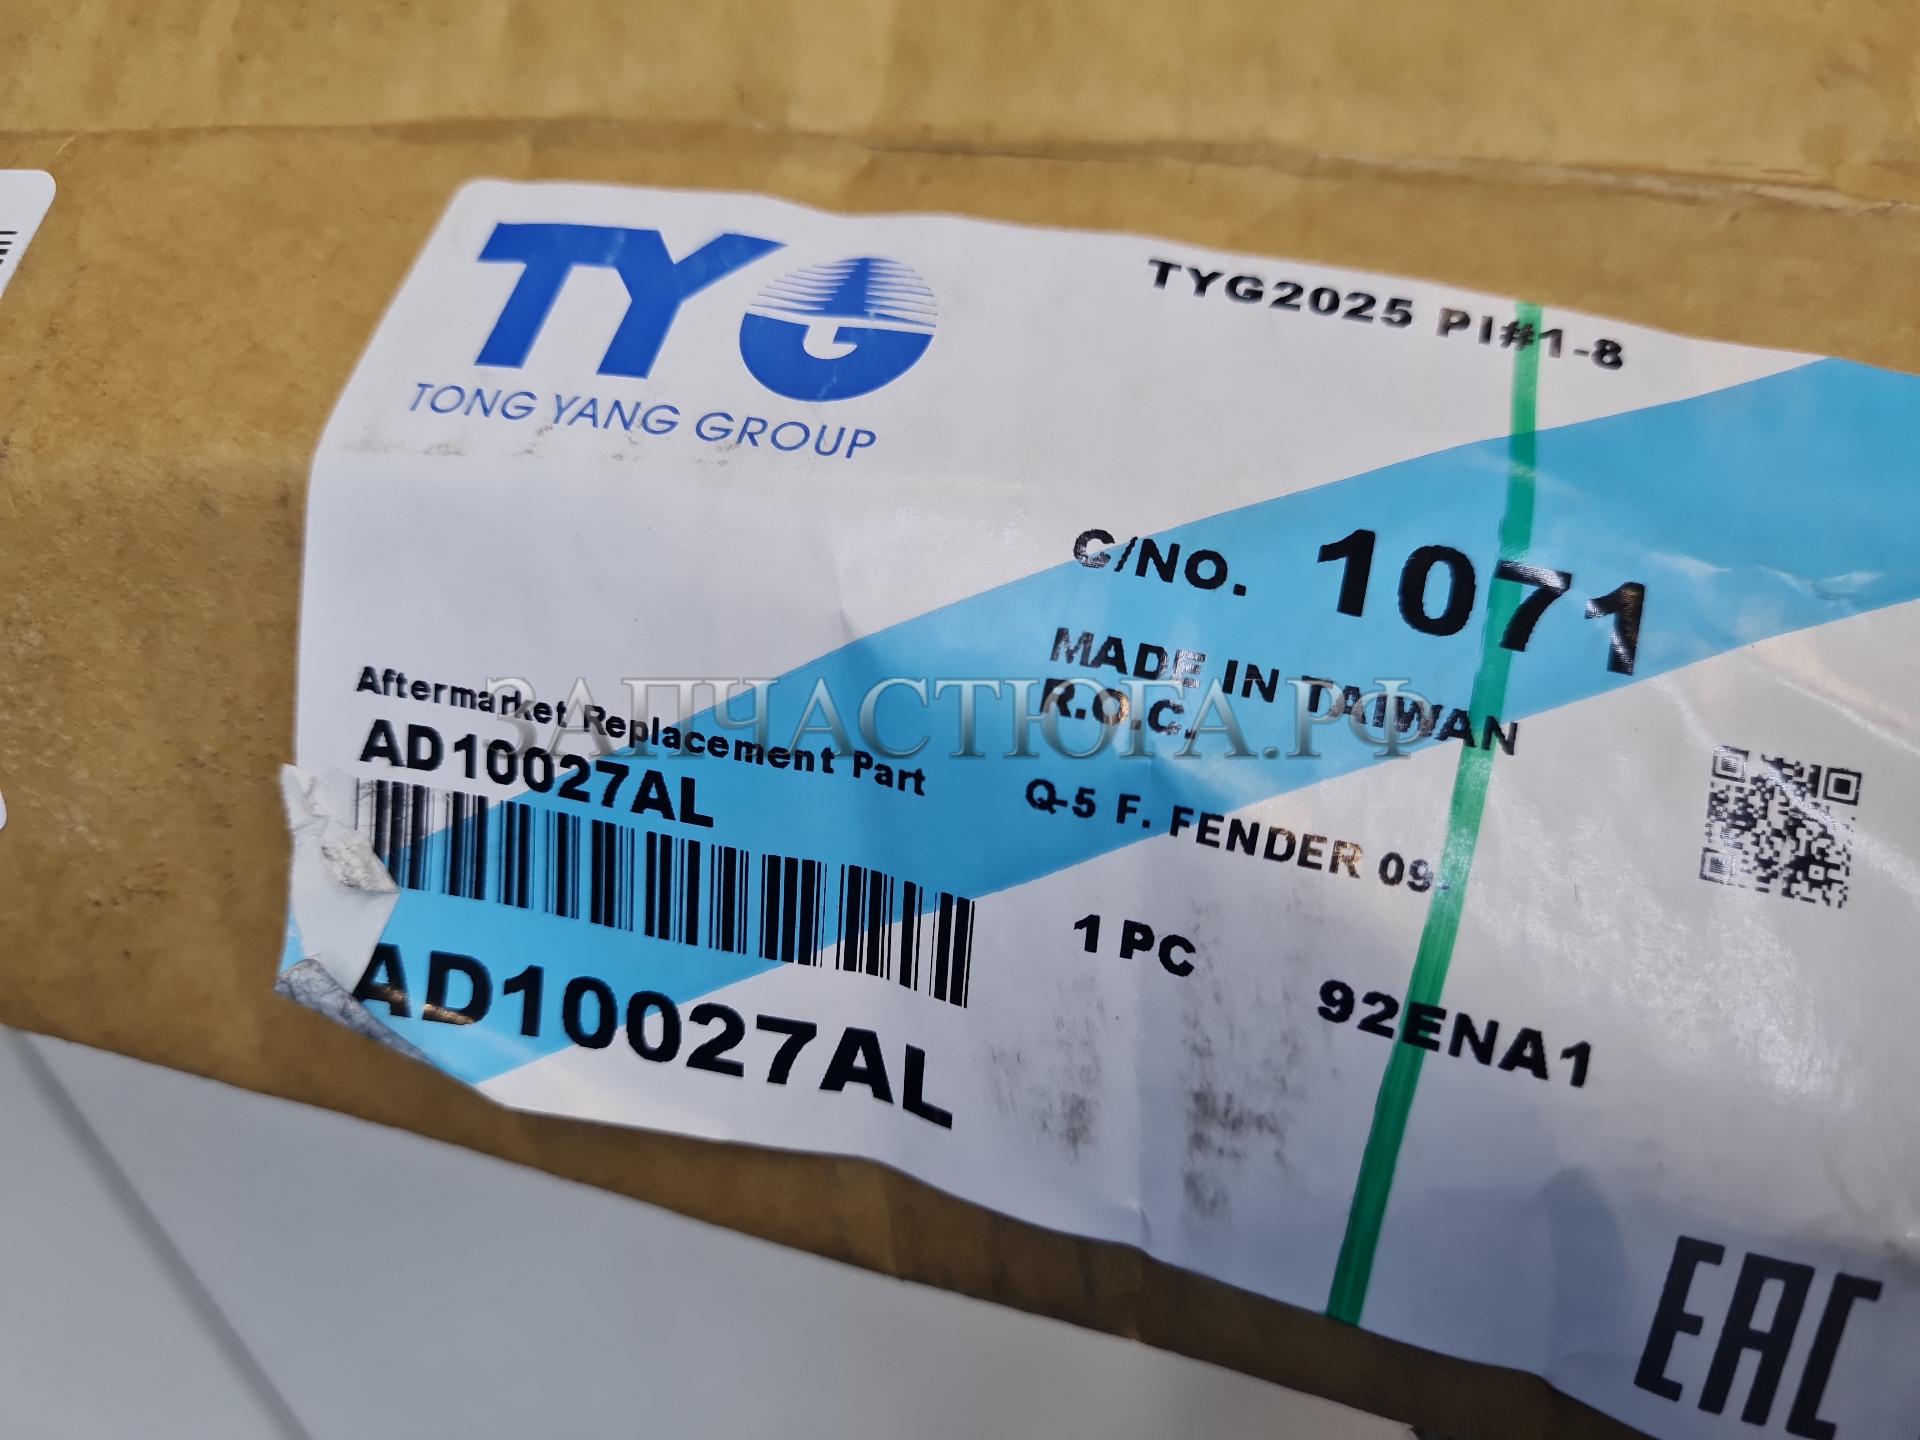 TYG
TONG YANG GROUP
TYG2025 PI#1-8
C/NO. 1071
MADE IN TAIWAN
R.O.C.
Aftermarket Replacement Part
AD10027AL
Q-5 F. FENDER 09-
1 PC
92ENA1
AD10027AL
EAC
ЗАПЧАСТЮГА.РФ